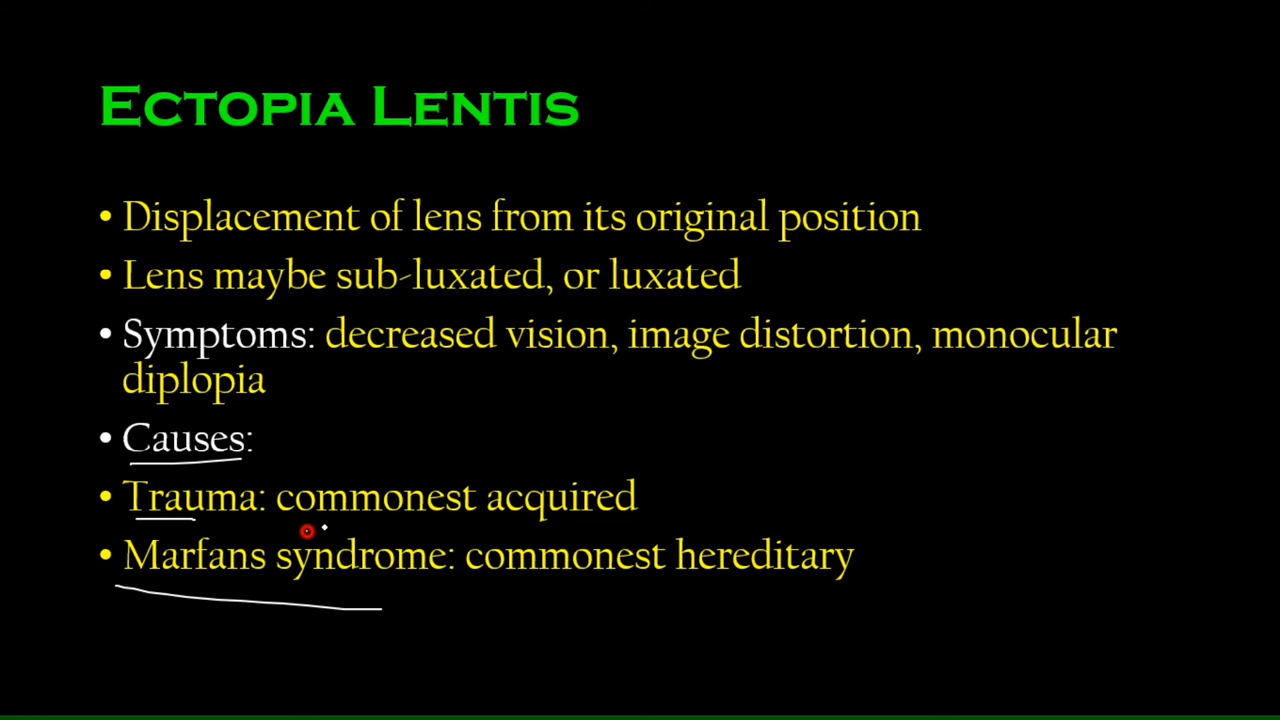 ECTOPIA LENTIS
• Displacement of lens from its original position
• Lens maybe sub-luxated, or luxated
• Symptoms: decreased vision, image distortion, monocular
diplopia
• Causes:
• Trauma: commonest acquired
• Marfans syndrome: commonest hereditary